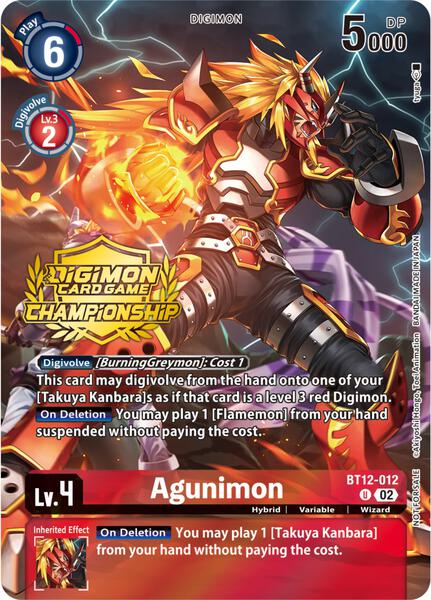 DIGIMON
Play
6
5000
DP
Digivolve
Lv.3
2
tyuga
©Akiyoshi Hongo, Toei Animation BANDAI MADE IN JAPAN
DIGIMON
CARD GAME
CHAMPIONSHIP
Digivolve [BurningGreymon]: Cost 1
This card may digivolve from the hand onto one of your
[Takuya Kanbara]s as if that card is a level 3 red Digimon.
On Deletion You may play 1 [Flamemon] from your hand
suspended without paying the cost.
Lv.4
Agunimon
BT12-012
U 02
Hybrid | Variable | Wizard
NOT FOR SALE
Inherited Effect
On Deletion You may play 1 [Takuya Kanbara]
from your hand without paying the cost.